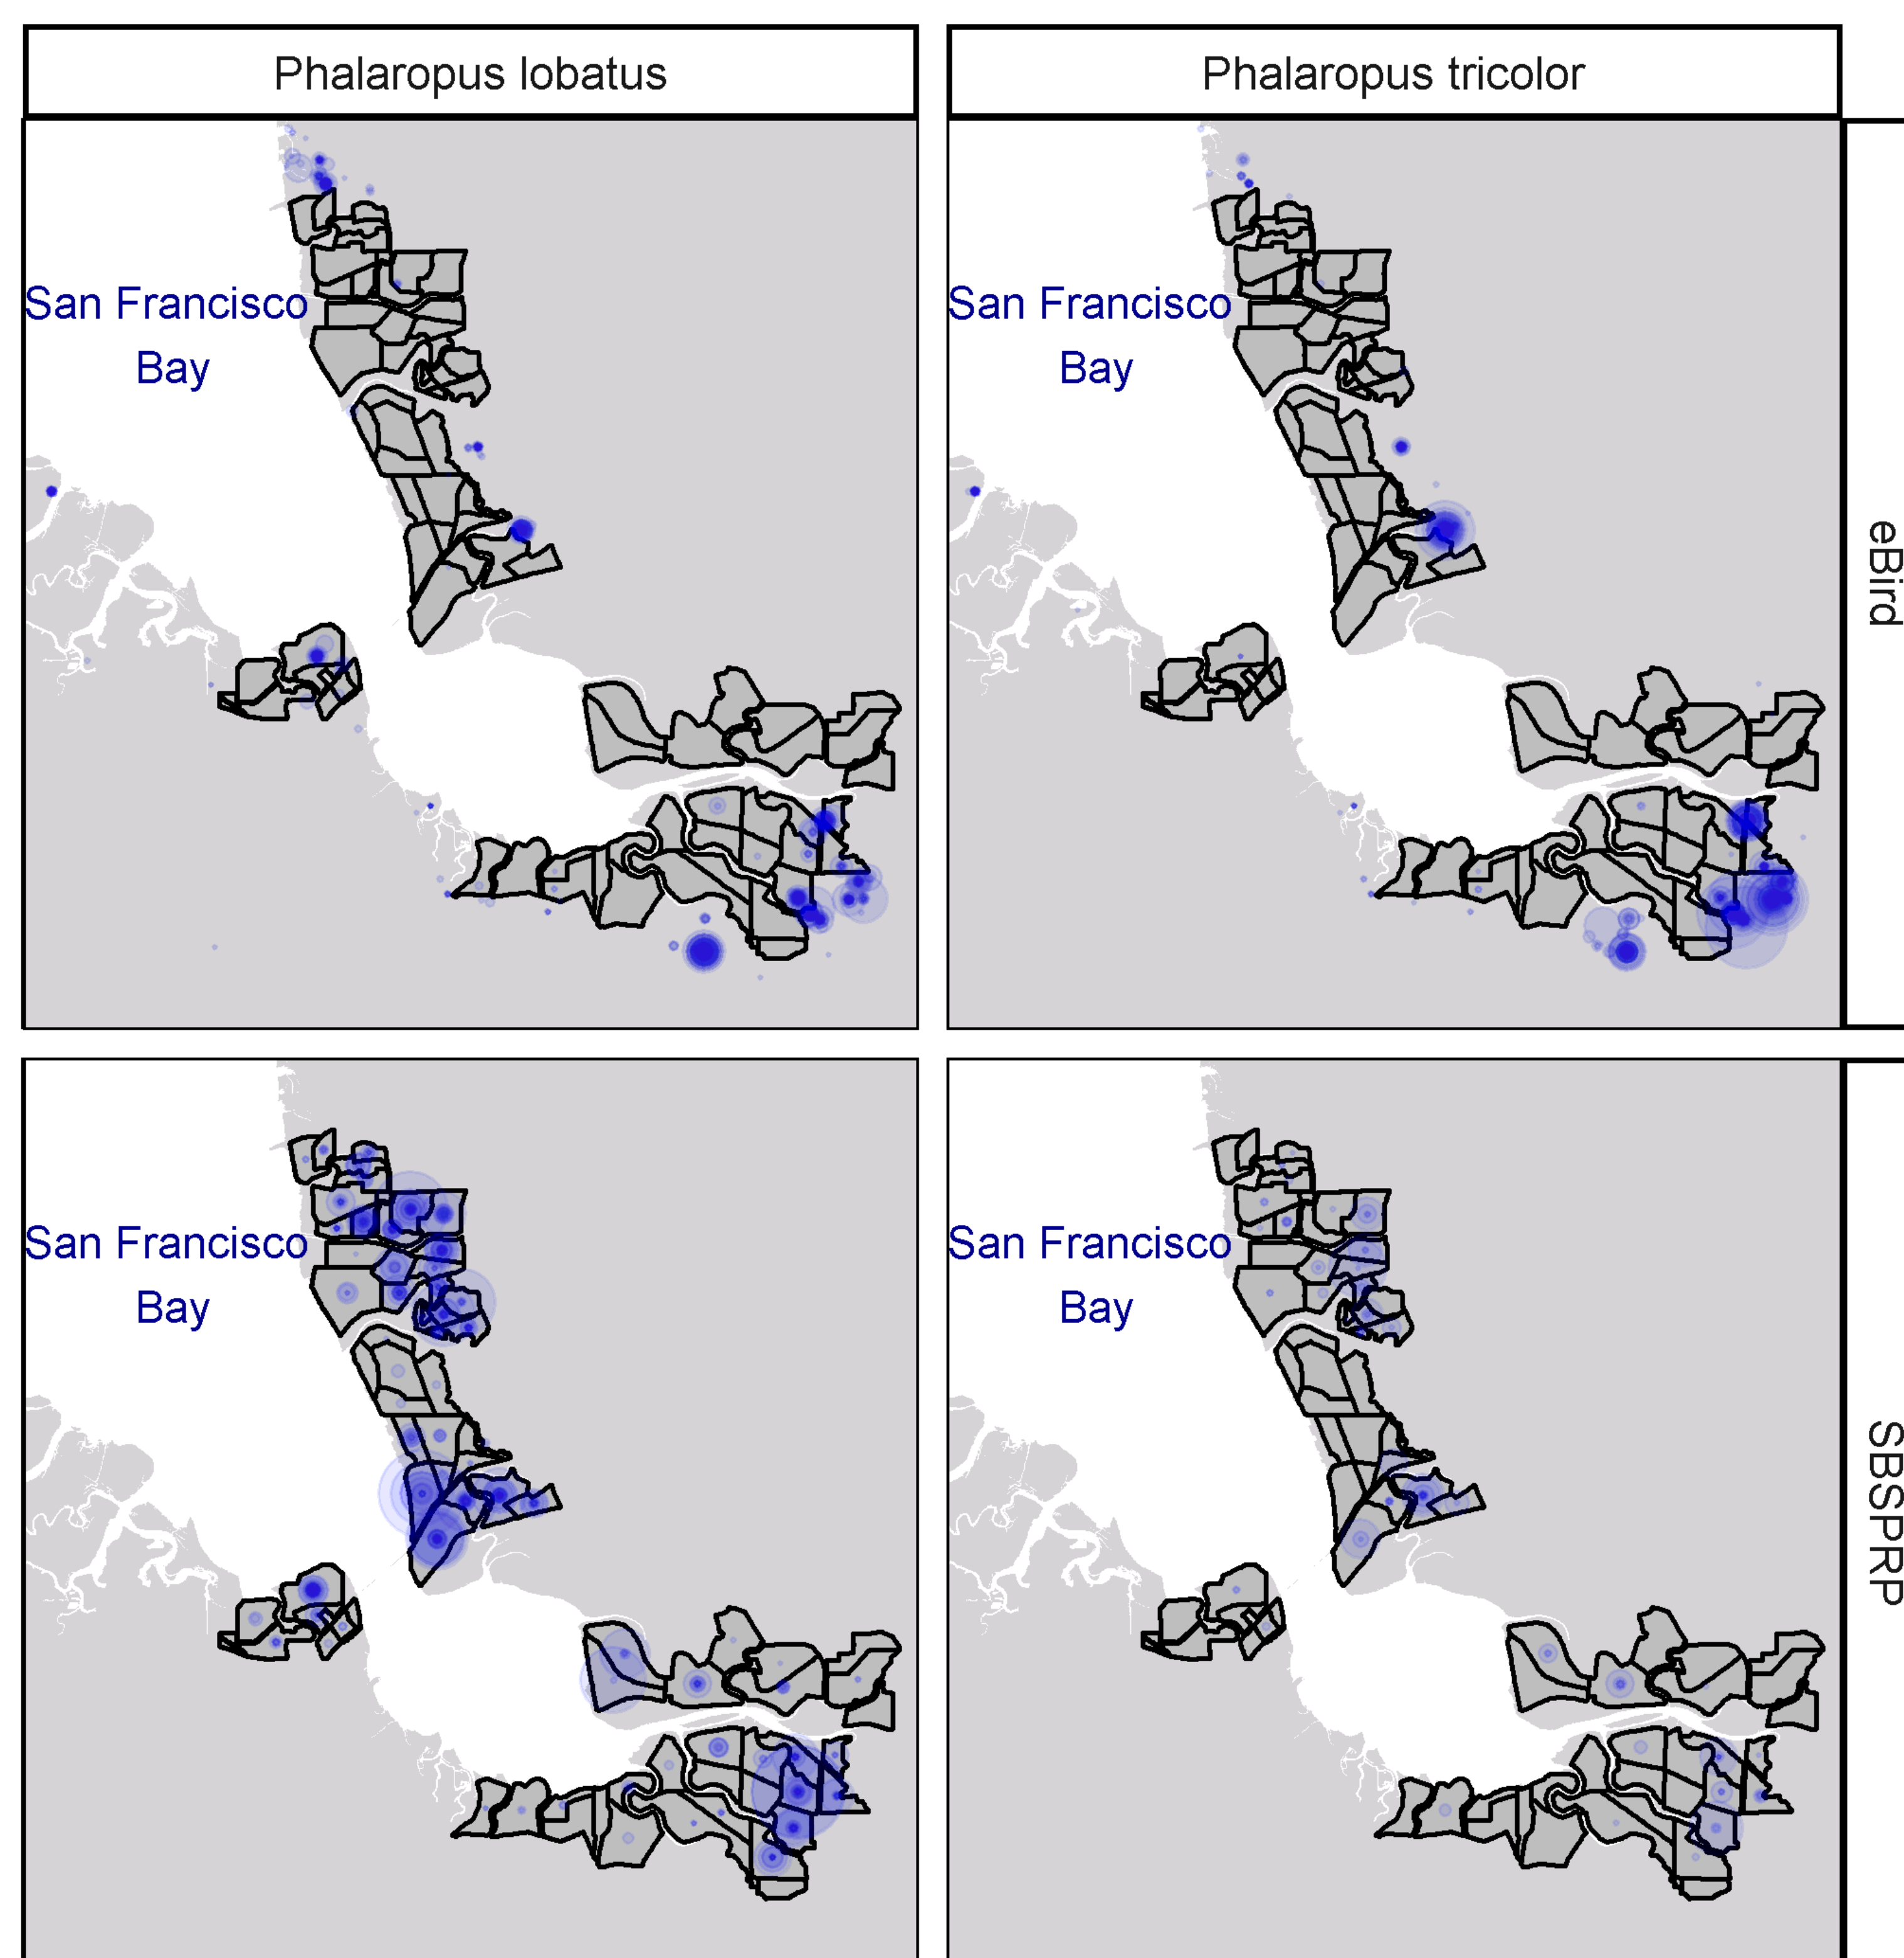 Phalaropus lobatus
Phalaropus tricolor
San Francisco
Bay
San Francisco
Bay
eBird
San Francisco
Bay
San Francisco
Bay
SBSPRP